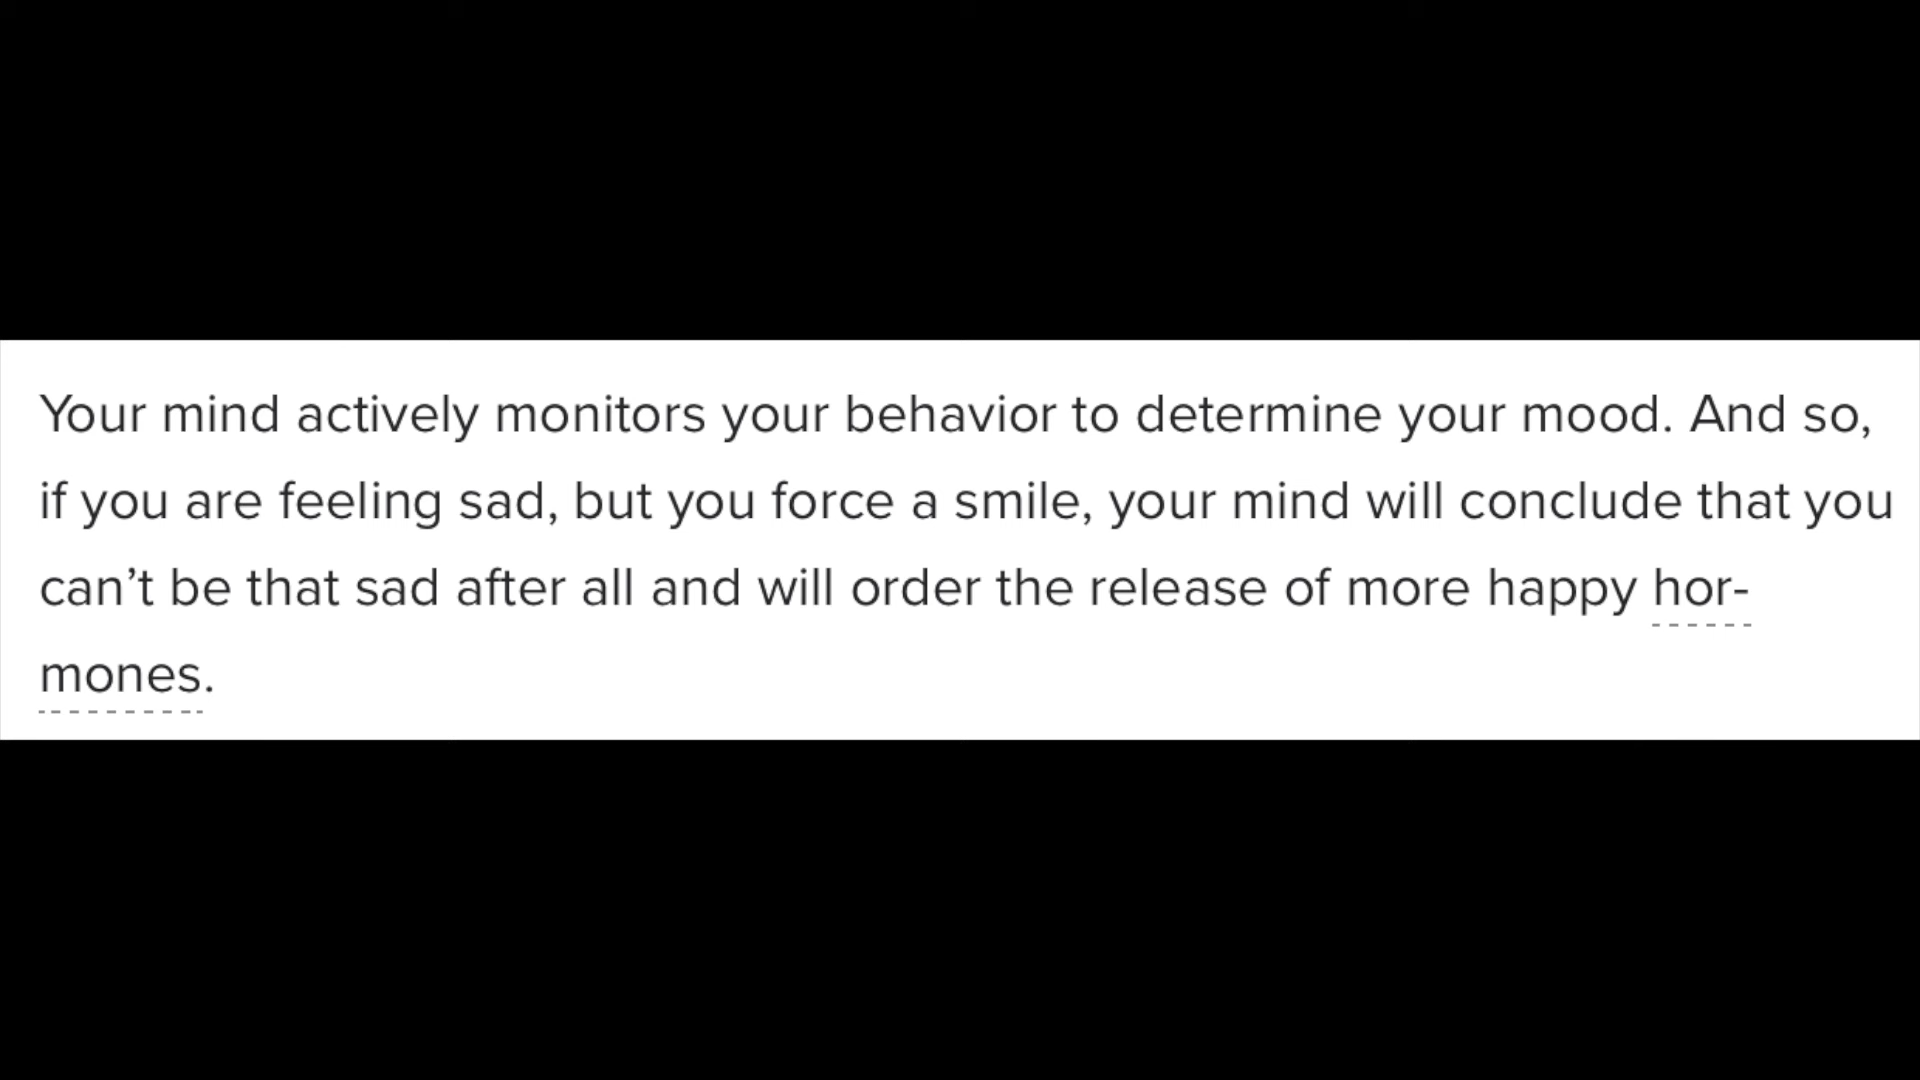 Your mind actively monitors your behavior to determine your mood. And so,
if you are feeling sad, but you force a smile, your mind will conclude that you
can’t be that sad after all and will order the release of more happy hor-
mones.